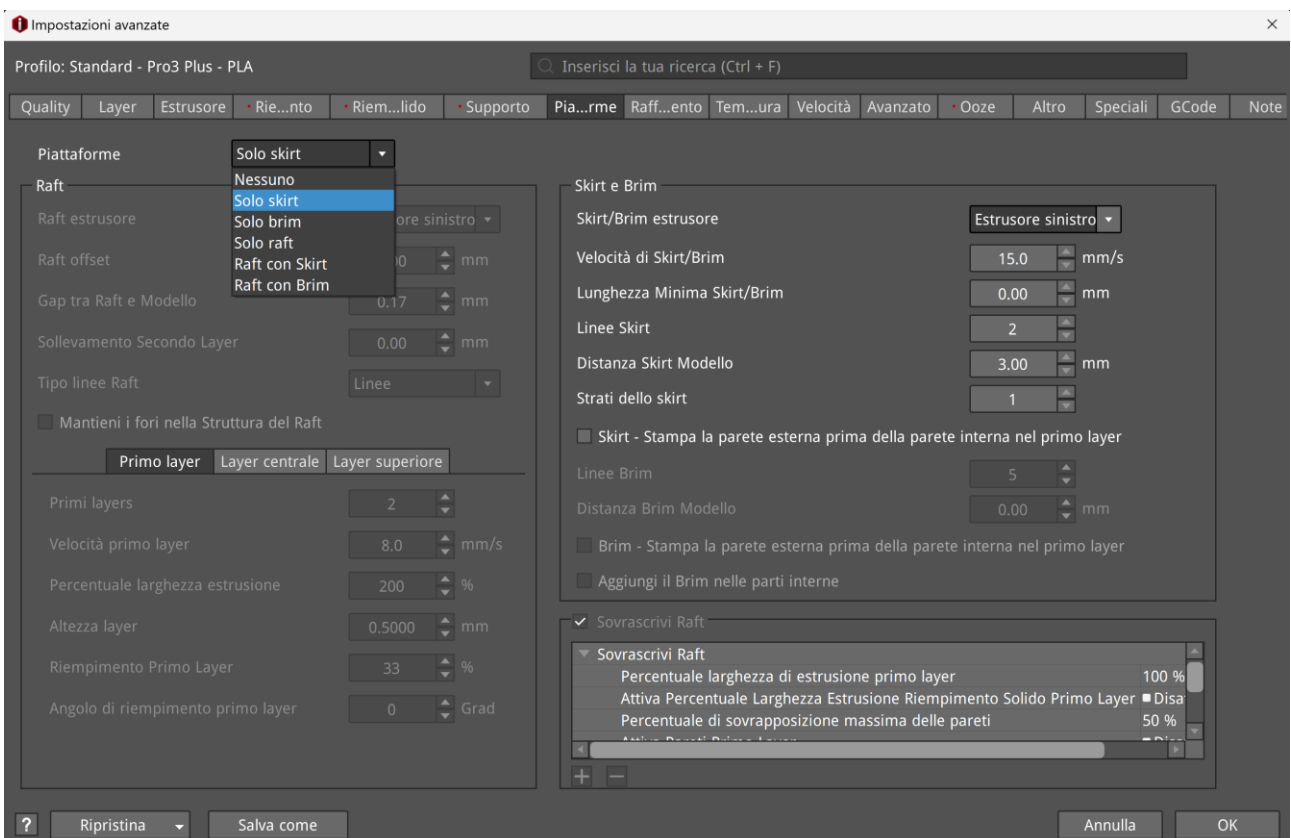 Impostazioni avanzate
Profilo: Standard - Pro3 Plus - PLA
Inserisci la tua ricerca (Ctrl + F)
Quality Layer Estrusore Rie...nto Riem...lido Supporto Pia...rme Raff...ento Tem...ura Velocità Avanzato Ooze Altro Speciali GCode Note
Piattaforme Solo skirt
Nessuno
Solo skirt
Solo brim
Solo raft
Raft con Skirt
Raft con Brim
Raft
Raft estrusore ore sinistro
Raft offset mm
Gap tra Raft e Modello 0.17 mm
Sollevamento Secondo Layer 0.00 mm
Tipo linee Raft Linee
Mantieni i fori nella Struttura del Raft
Primo layer Layer centrale Layer superiore
Primi layers 2
Velocità primo layer 8.0 mm/s
Percentuale larghezza estrusione 200 %
Altezza layer 0.5000 mm
Riempimento Primo Layer 33 %
Angolo di riempimento primo layer 0 Grad
Skirt e Brim
Skirt/Brim estrusore Estrusore sinistro
Velocità di Skirt/Brim 15.0 mm/s
Lunghezza Minima Skirt/Brim 0.00 mm
Linee Skirt 2
Distanza Skirt Modello 3.00 mm
Strati dello skirt 1
Skirt - Stampa la parete esterna prima della parete interna nel primo layer
Linee Brim 5
Distanza Brim Modello 0.00 mm
Brim - Stampa la parete esterna prima della parete interna nel primo layer
Aggiungi il Brim nelle parti interne
Sovrascrivi Raft
Sovrascrivi Raft
Percentuale larghezza di estrusione primo layer 100 %
Attiva Percentuale Larghezza Estrusione Riempimento Solido Primo Layer Disa
Percentuale di sovrapposizione massima delle pareti 50 %
? Ripristina Salva come Annulla OK